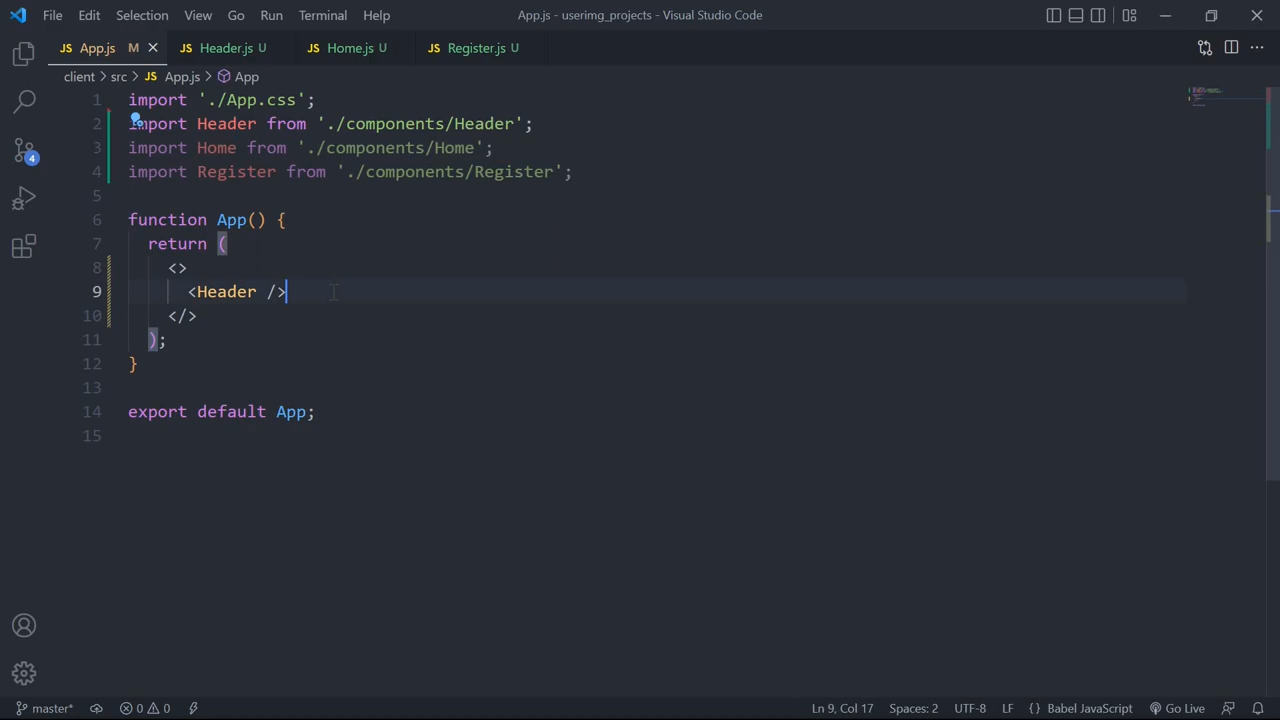 File Edit Selection View Go Run Terminal Help App.js - userimg_projects - Visual Studio Code
JS App.js M JS Header.js U JS Home.js U JS Register.js U
client > src > JS App.js > App
1 import './App.css';
2 import Header from './components/Header';
3 import Home from './components/Home';
4 import Register from './components/Register';
5
6 function App() {
7 return (
8 <>
9 <Header />
10 </>
11 );
12 }
13
14 export default App;
15
4
master* 0 0 Ln 9, Col 17 Spaces: 2 UTF-8 LF {} Babel JavaScript Go Live